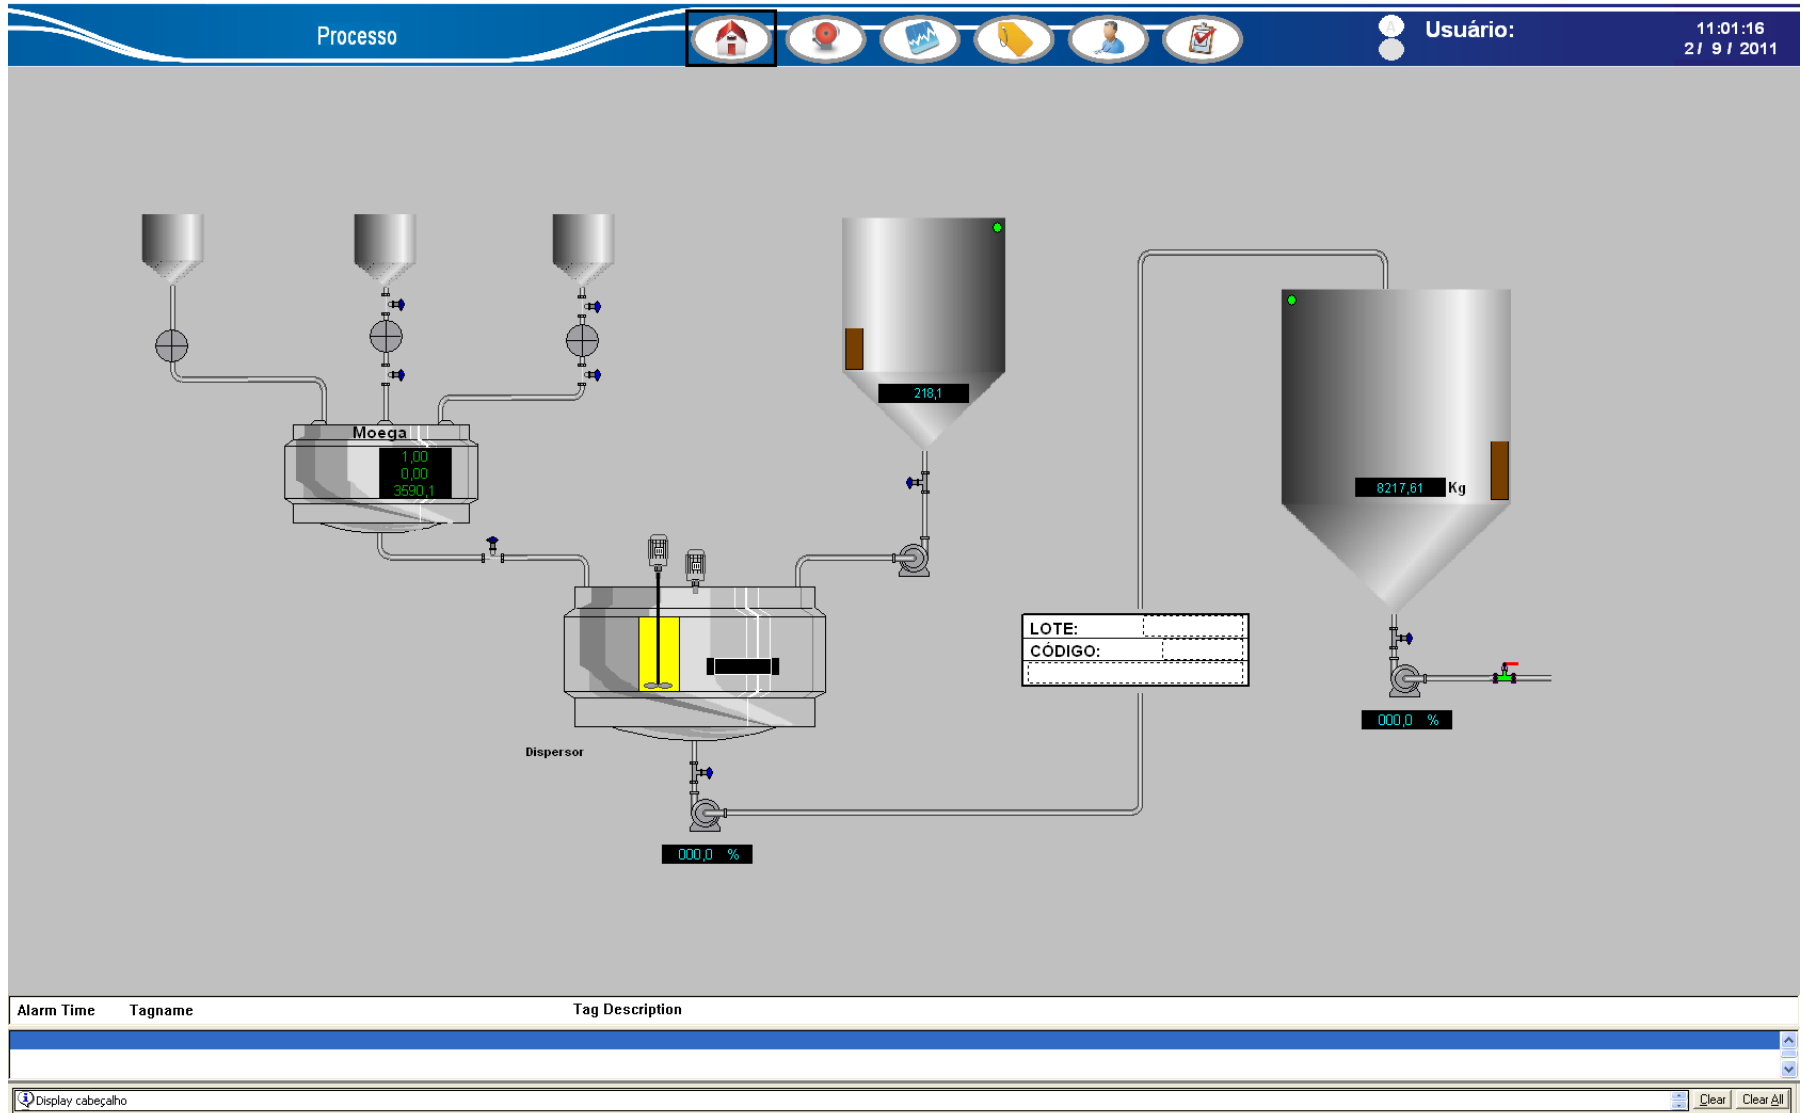 Processo
A
Usuário:
11:01:16
2/ 9/ 2011
218,1
Moega
1,00
0,00
3590,1
8217,61 Kg
LOTE:
CÓDIGO:
000,0 %
Dispersor
000,0 %
Alarm Time Tagname Tag Description
Display cabeçalho Clear Clear All